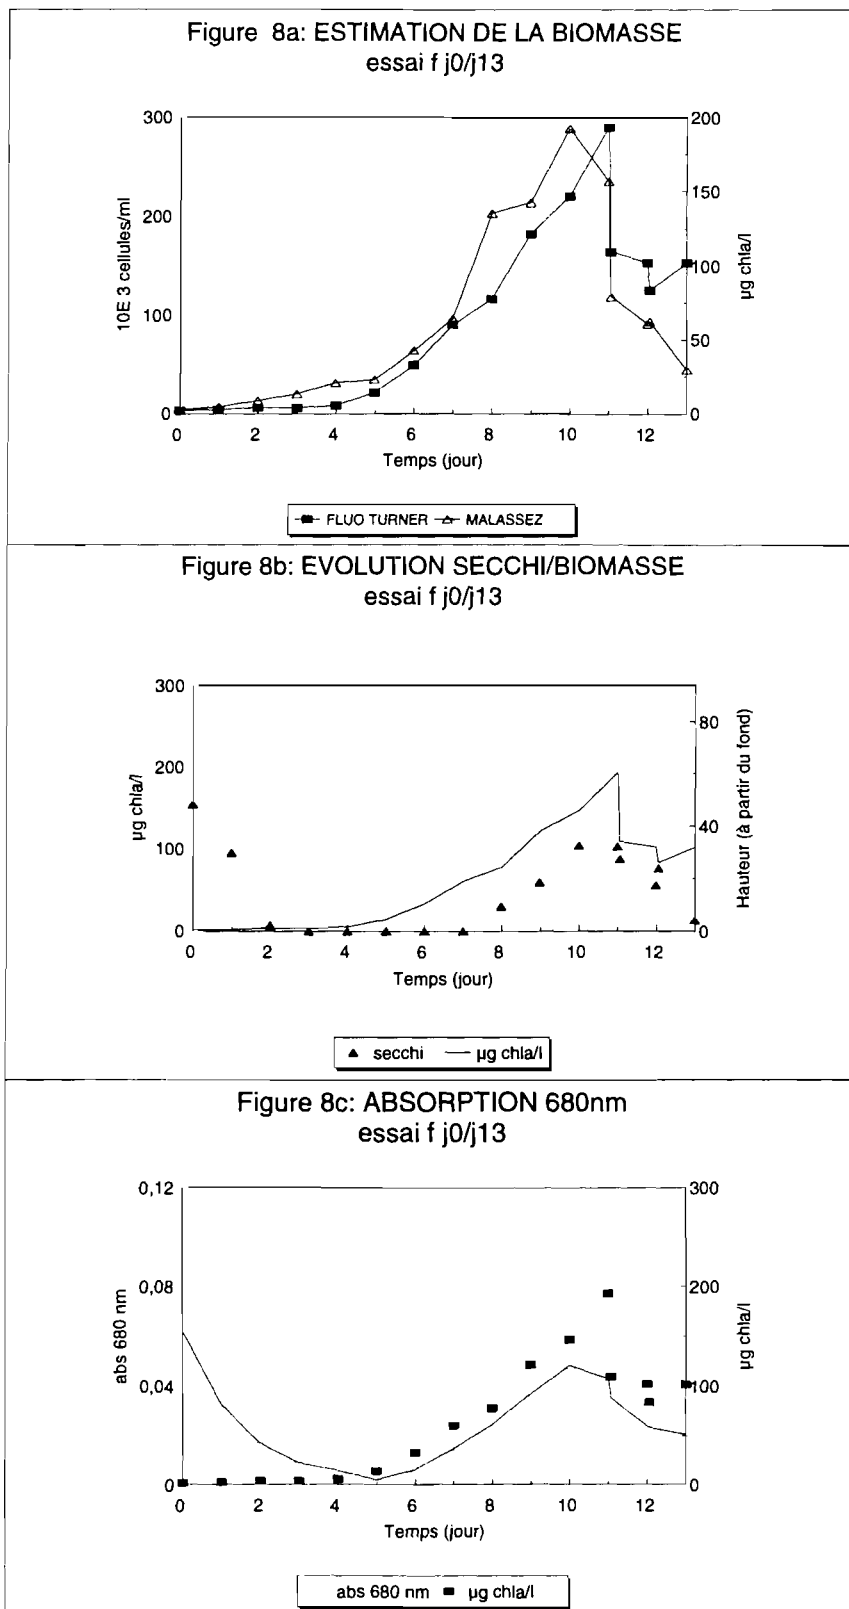 Figure 8a: ESTIMATION DE LA BIOMASSE
essai f j0/j13
300
200
100
0
10E 3 cellules/ml
200
150
100
50
0
µg chla/l
0 2 4 6 8 10 12
Temps (jour)
FLUO TURNER MALASSEZ
Figure 8b: EVOLUTION SECCHI/BIOMASSE
essai f j0/j13
300
200
100
0
µg chla/l
80
40
0
Hauteur (à partir du fond)
0 2 4 6 8 10 12
Temps (jour)
secchi µg chla/l
Figure 8c: ABSORPTION 680nm
essai f j0/j13
0,12
0,08
0,04
0
abs 680 nm
300
200
100
0
µg chla/l
0 2 4 6 8 10 12
Temps (jour)
abs 680 nm µg chla/l